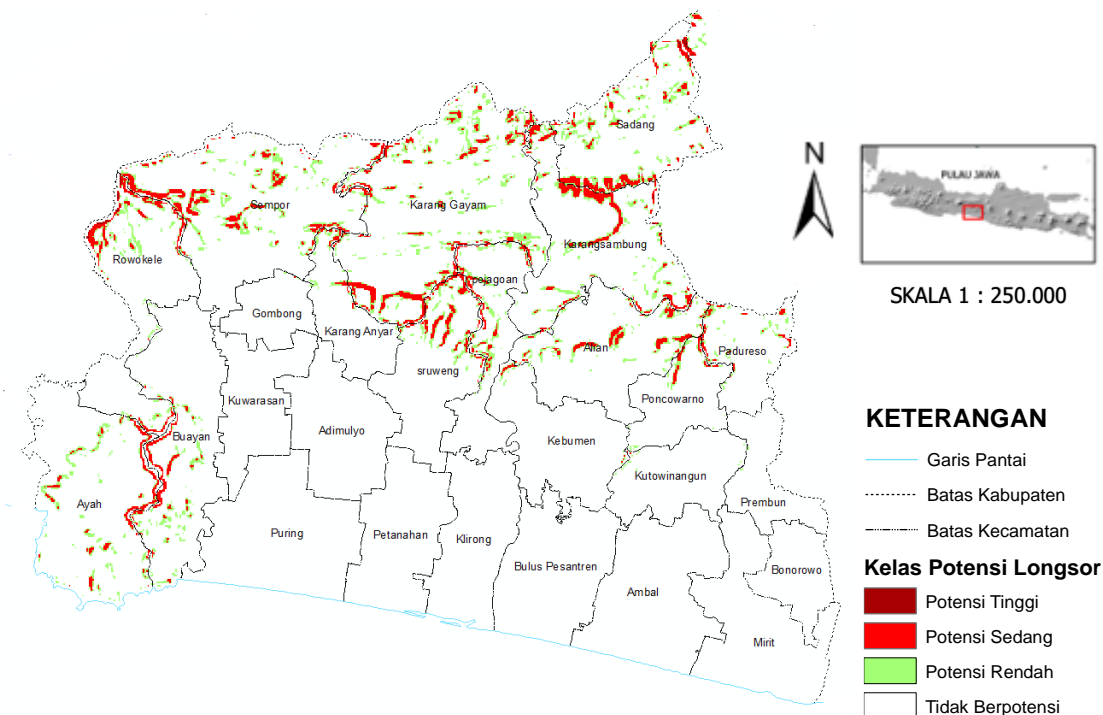 Sadang
N
PULAU JAWA
Sempor
Karang Gayam
Karangsambung
Rowokele
pejagoan
SKALA 1 : 250.000
Gombong
Karang Anyar
Alian
Padureso
sruweng
Kuwarasan
Poncowarno
KETERANGAN
Adimulyo
Buayan
Kebumen
Garis Pantai
Kutowinangun
Ayah
Prembun
Batas Kabupaten
Puring
Petanahan
Klirong
Batas Kecamatan
Bulus Pesantren
Bonorowo
Kelas Potensi Longsor
Ambal
Potensi Tinggi
Mirit
Potensi Sedang
Potensi Rendah
Tidak Berpotensi